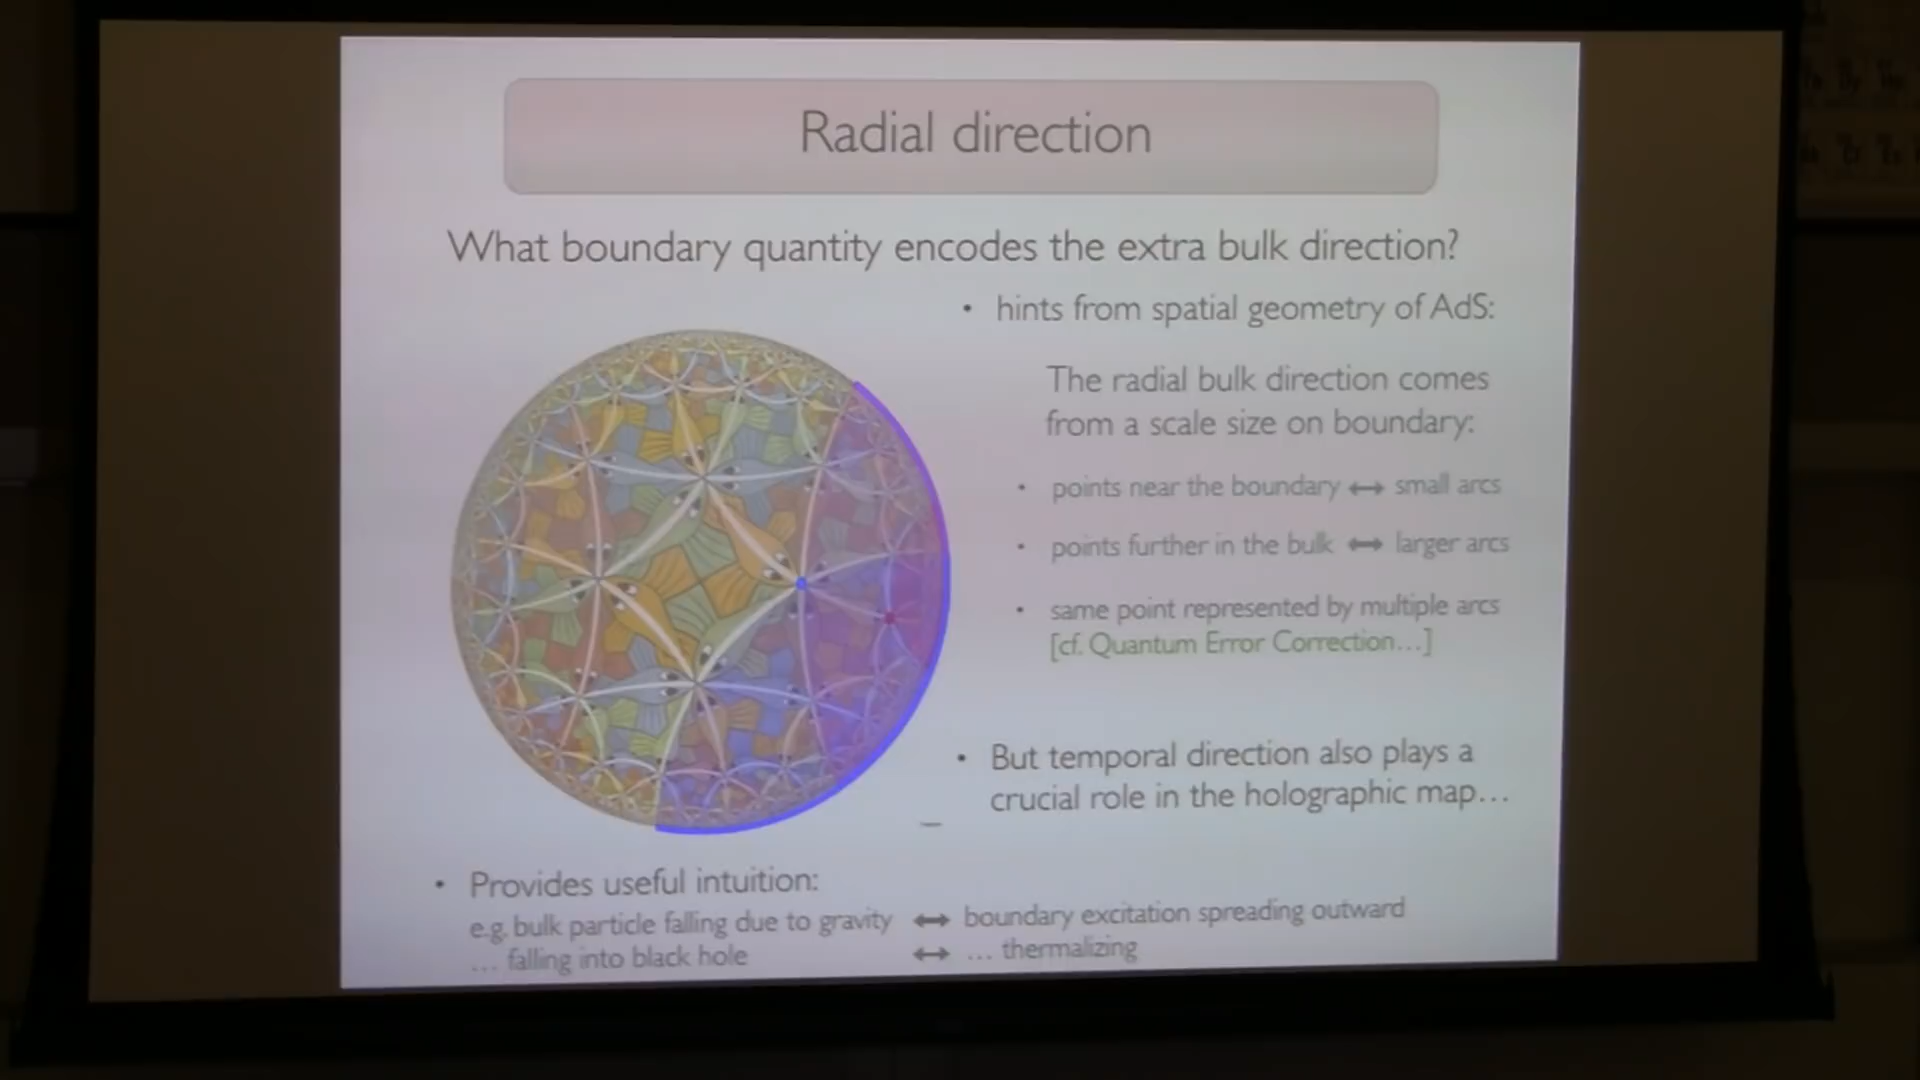 Radial direction
What boundary quantity encodes the extra bulk direction?
• hints from spatial geometry of AdS:
The radial bulk direction comes
from a scale size on boundary:
• points near the boundary ↔ small arcs
• points further in the bulk ↔ larger arcs
• same point represented by multiple arcs
[cf. Quantum Error Correction...]
• But temporal direction also plays a
crucial role in the holographic map...
• Provides useful intuition:
e.g. bulk particle falling due to gravity ↔ boundary excitation spreading outward
... falling into black hole ↔ ... thermalizing